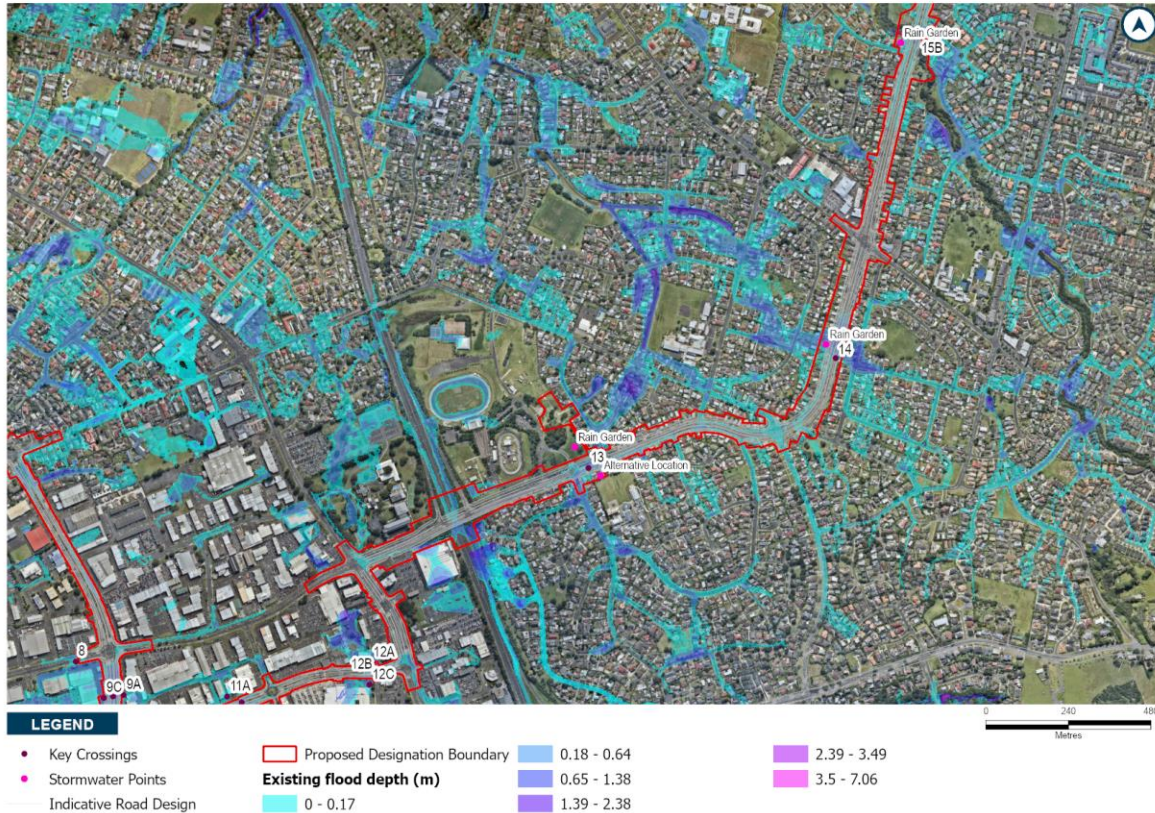 Rain Garden
15B
Rain Garden
14
Rain Garden
13
Alternative Location
8
9C
9A
11A
12B
12A
12C
LEGEND
0 240 480
Metres
Key Crossings
Stormwater Points
Indicative Road Design
Proposed Designation Boundary
Existing flood depth (m)
0 - 0.17
0.18 - 0.64
0.65 - 1.38
1.39 - 2.38
2.39 - 3.49
3.5 - 7.06